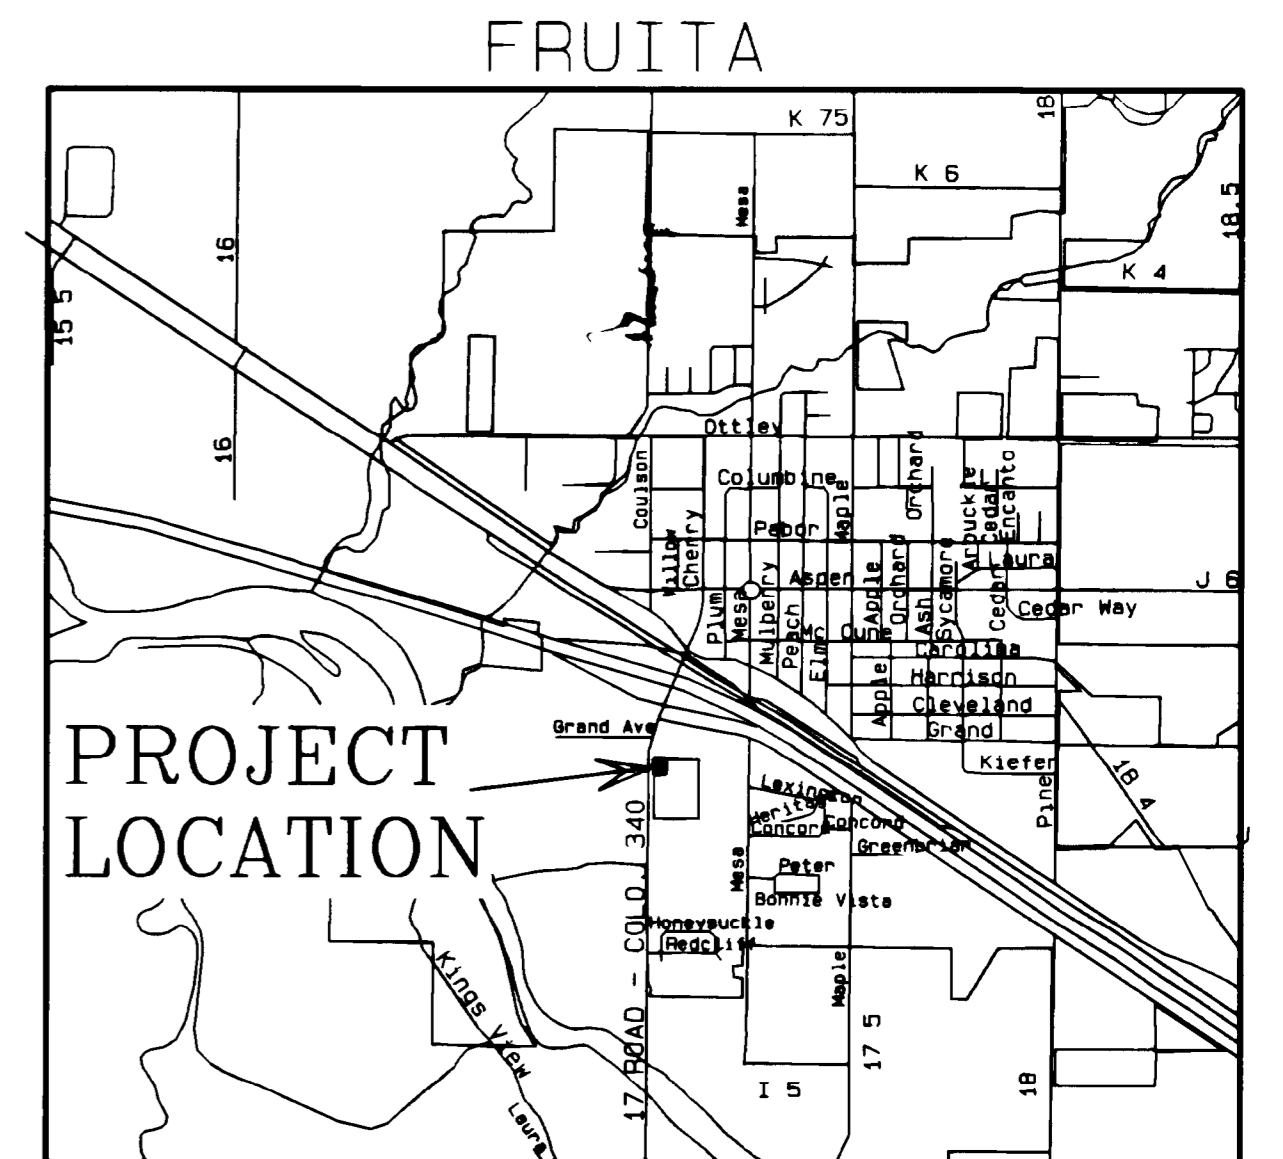 FRUITA
K 75
18
K 6
Mesa
18.5
16
K 4
15 5
Ottley
16
Coulson
Columbine
Maple
Orchard
Arbuckle
Cedar
Encanto
Pabor
Willow
Cherry
Laura
Aspen
J 6
Plum
Mesa
Mulberry
Peach
Elm
Apple
Orchard
Ash
Sycamore
Cedar
Cedar Way
Mc Cune
Carolina
Harrison
Apple
Cleveland
Grand Ave
Grand
PROJECT
LOCATION
Kiefer
18 4
Pine
Lexington
Heritage
Concord
Concord
Greenbriar
340
Mesa
Peter
Bonnie Vista
Honeysuckle
Redcliff
Kings View
Maple
17 ROAD - COLO.
17 5
18
I 5
Laura